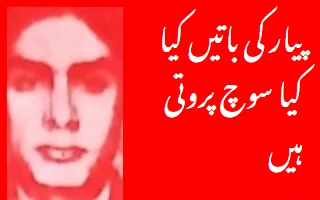 پیار کی باتیں کیا
کیا سوچ پروتی
ہیں